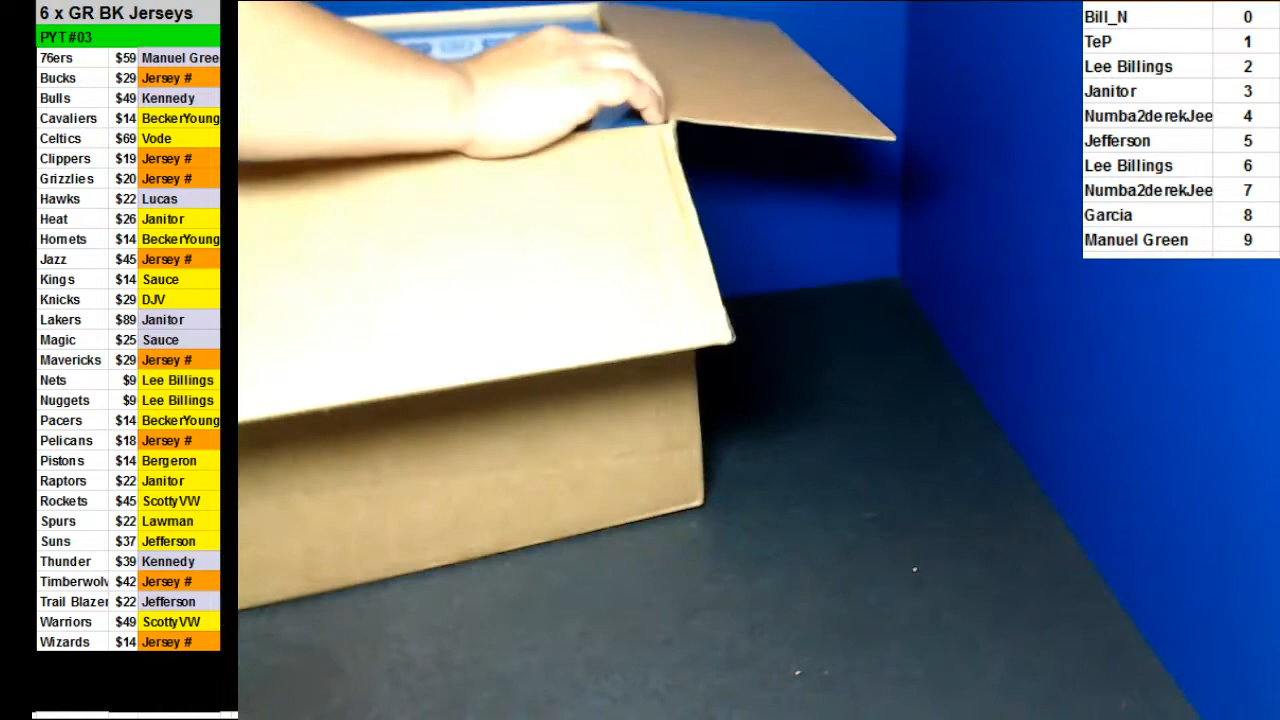 6 x GR BK Jerseys
PYT #03
76ers $59 Manuel Gree
Bucks $29 Jersey #
Bulls $49 Kennedy
Cavaliers $14 BeckerYoung
Celtics $69 Vode
Clippers $19 Jersey #
Grizzlies $20 Jersey #
Hawks $22 Lucas
Heat $26 Janitor
Hornets $14 BeckerYoung
Jazz $45 Jersey #
Kings $14 Sauce
Knicks $29 DJV
Lakers $89 Janitor
Magic $25 Sauce
Mavericks $29 Jersey #
Nets $9 Lee Billings
Nuggets $9 Lee Billings
Pacers $14 BeckerYoung
Pelicans $18 Jersey #
Pistons $14 Bergeron
Raptors $22 Janitor
Rockets $45 ScottyVW
Spurs $22 Lawman
Suns $37 Jefferson
Thunder $39 Kennedy
Timberwolv $42 Jersey #
Trail Blazer $22 Jefferson
Warriors $49 ScottyVW
Wizards $14 Jersey #
Bill_N 0
TeP 1
Lee Billings 2
Janitor 3
Numba2derekJee 4
Jefferson 5
Lee Billings 6
Numba2derekJee 7
Garcia 8
Manuel Green 9